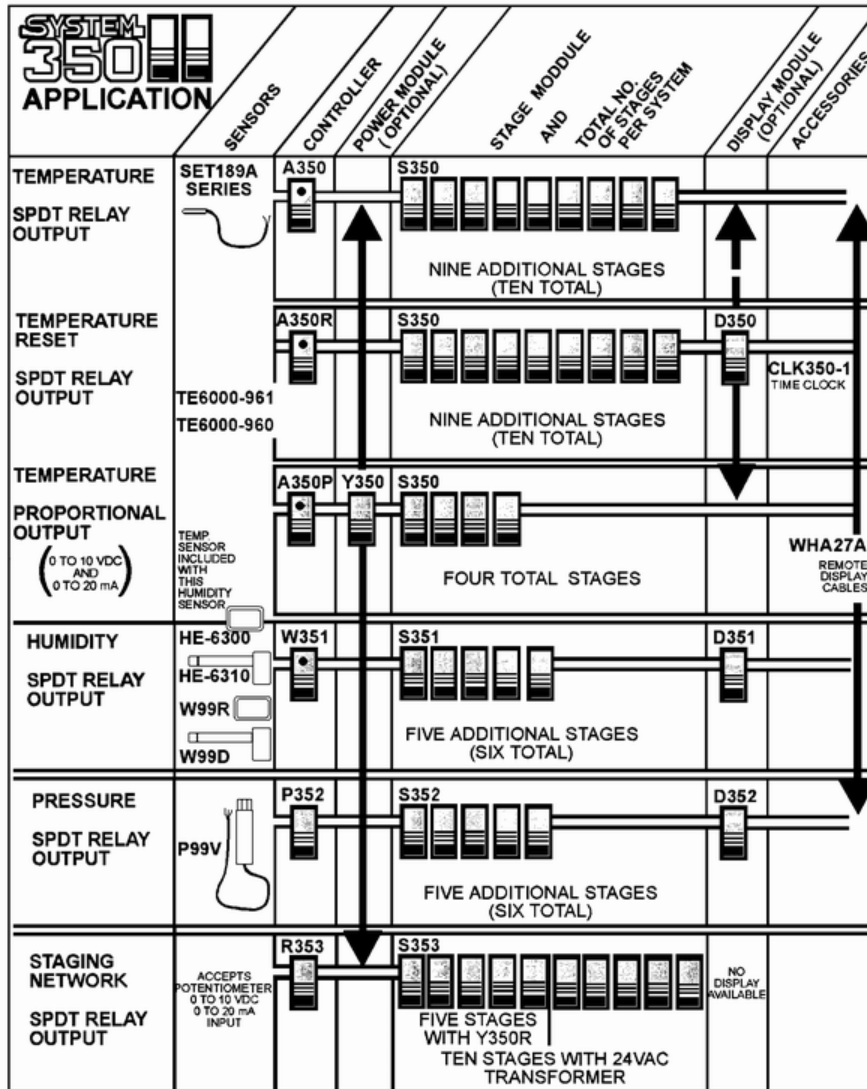 SYSTEM
350
APPLICATION
SENSORS
CONTROLLER
POWER MODULE
(OPTIONAL)
STAGE MODDULE
AND
TOTAL NO.
OF STAGES
PER SYSTEM
DISPLAY MODULE
(OPTIONAL)
ACCESSORIES
TEMPERATURE
SPDT RELAY
OUTPUT
SET189A
SERIES
A350
S350
NINE ADDITIONAL STAGES
(TEN TOTAL)
TEMPERATURE
RESET
SPDT RELAY
OUTPUT
TE6000-961
TE6000-960
A350R
S350
NINE ADDITIONAL STAGES
(TEN TOTAL)
D350
CLK350-1
TIME CLOCK
TEMPERATURE
PROPORTIONAL
OUTPUT
(0 TO 10 VDC
AND
0 TO 20 mA)
TEMP.
SENSOR
INCLUDED
WITH
THIS
HUMIDITY
SENSOR
A350P
Y350
S350
FOUR TOTAL STAGES
WHA27A
REMOTE
DISPLAY
CABLES
HUMIDITY
SPDT RELAY
OUTPUT
HE-6300
HE-6310
W99R
W99D
W351
S351
FIVE ADDITIONAL STAGES
(SIX TOTAL)
D351
PRESSURE
SPDT RELAY
OUTPUT
P99V
P352
S352
FIVE ADDITIONAL STAGES
(SIX TOTAL)
D352
STAGING
NETWORK
SPDT RELAY
OUTPUT
ACCEPTS
POTENTIOMETER
0 TO 10 VDC
0 TO 20 mA
INPUT
R353
S353
FIVE STAGES
WITH Y350R
TEN STAGES WITH 24VAC
TRANSFORMER
NO
DISPLAY
AVAILABLE